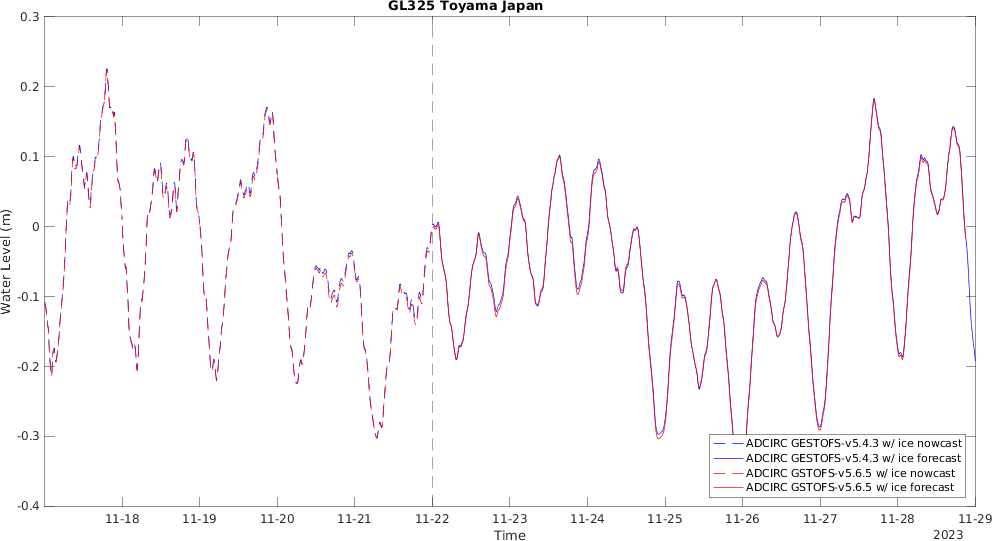 GL325 Toyama Japan
0.3
0.2
0.1
0
-0.1
-0.2
-0.3
-0.4
Water Level (m)
ADCIRC GESTOFS-v5.4.3 w/ ice nowcast
ADCIRC GESTOFS-v5.4.3 w/ ice forecast
ADCIRC GSTOFS-v5.6.5 w/ ice nowcast
ADCIRC GSTOFS-v5.6.5 w/ ice forecast
11-18 11-19 11-20 11-21 11-22 11-23 11-24 11-25 11-26 11-27 11-28 11-29
Time
2023